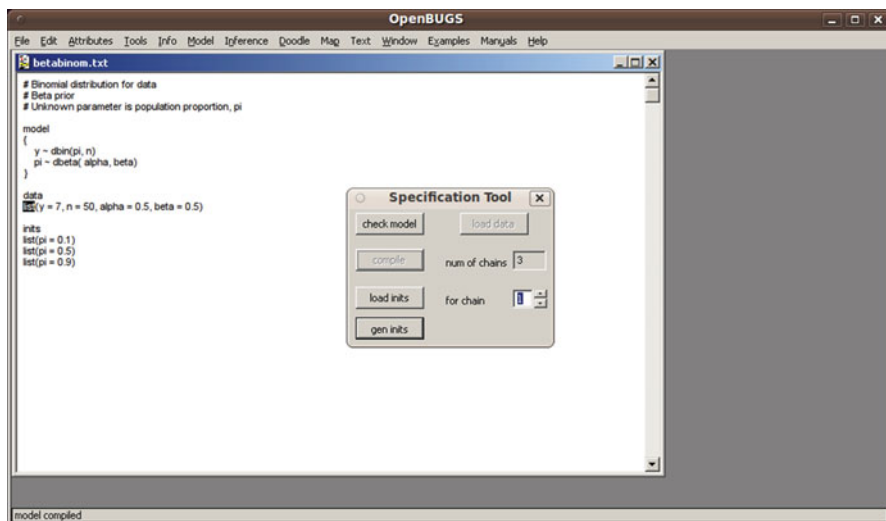 OpenBUGS
File Edit Attributes Tools Info Model Inference Doodle Map Text Window Examples Manuals Help
betabinom.txt
# Binomial distribution for data
# Beta prior
# Unknown parameter is population proportion, pi
model
{
y ~ dbin(pi, n)
pi ~ dbeta( alpha, beta)
}
data
list(y = 7, n = 50, alpha = 0.5, beta = 0.5)
inits
list(pi = 0.1)
list(pi = 0.5)
list(pi = 0.9)
Specification Tool
check model load data
compile num of chains 3
load inits for chain 1
gen inits
model compiled